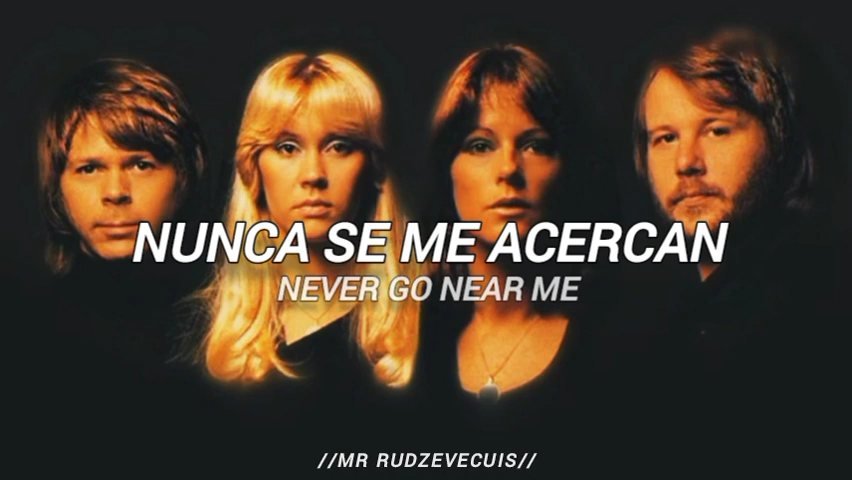 NUNCA SE ME ACERCAN
NEVER GO NEAR ME
//MR RUDZEVECUIS//